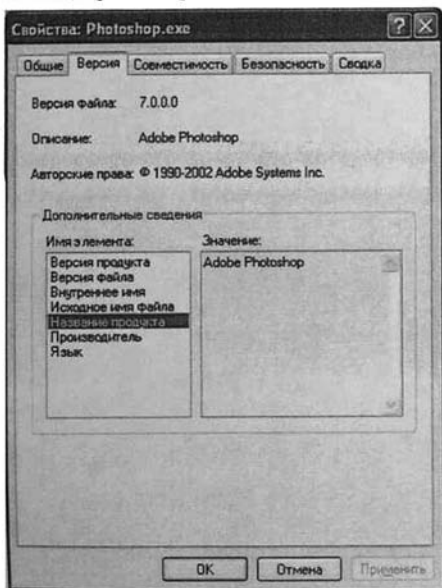 Свойства: Photoshop.exe
Общие Версия Совместимость Безопасность Сводка
Версия файла: 7.0.0.0
Описание: Adobe Photoshop
Авторские права: © 1990-2002 Adobe Systems Inc.
Дополнительные сведения
Имя элемента: Значение:
Версия продукта Adobe Photoshop
Версия файла
Внутреннее имя
Исходное имя файла
Название продукта
Производитель
Язык
OK Отмена Применить